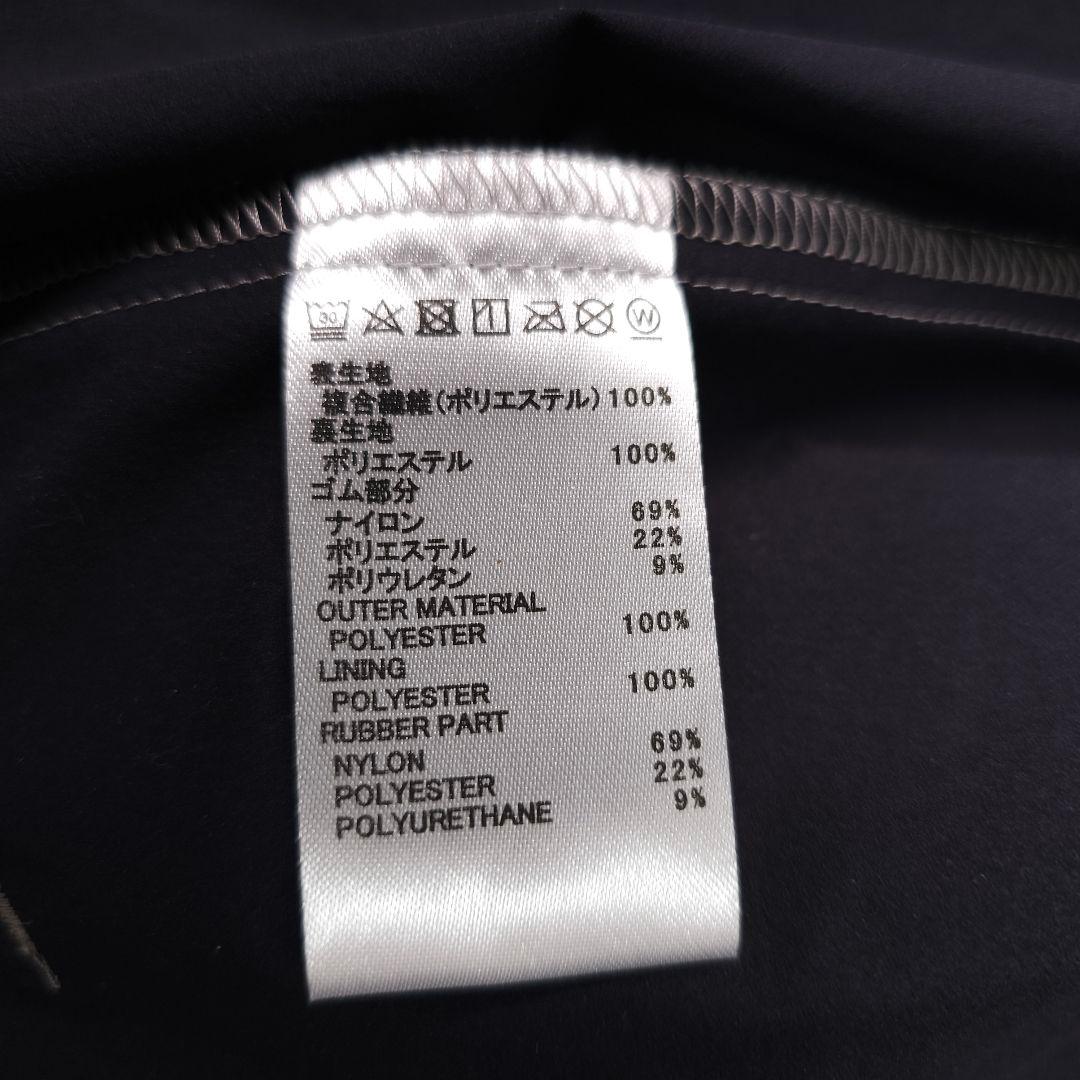 30 W
表生地
複合繊維(ポリエステル) 100%
裏生地
ポリエステル 100%
ゴム部分
ナイロン 69%
ポリエステル 22%
ポリウレタン 9%
OUTER MATERIAL
POLYESTER 100%
LINING
POLYESTER 100%
RUBBER PART
NYLON 69%
POLYESTER 22%
POLYURETHANE 9%